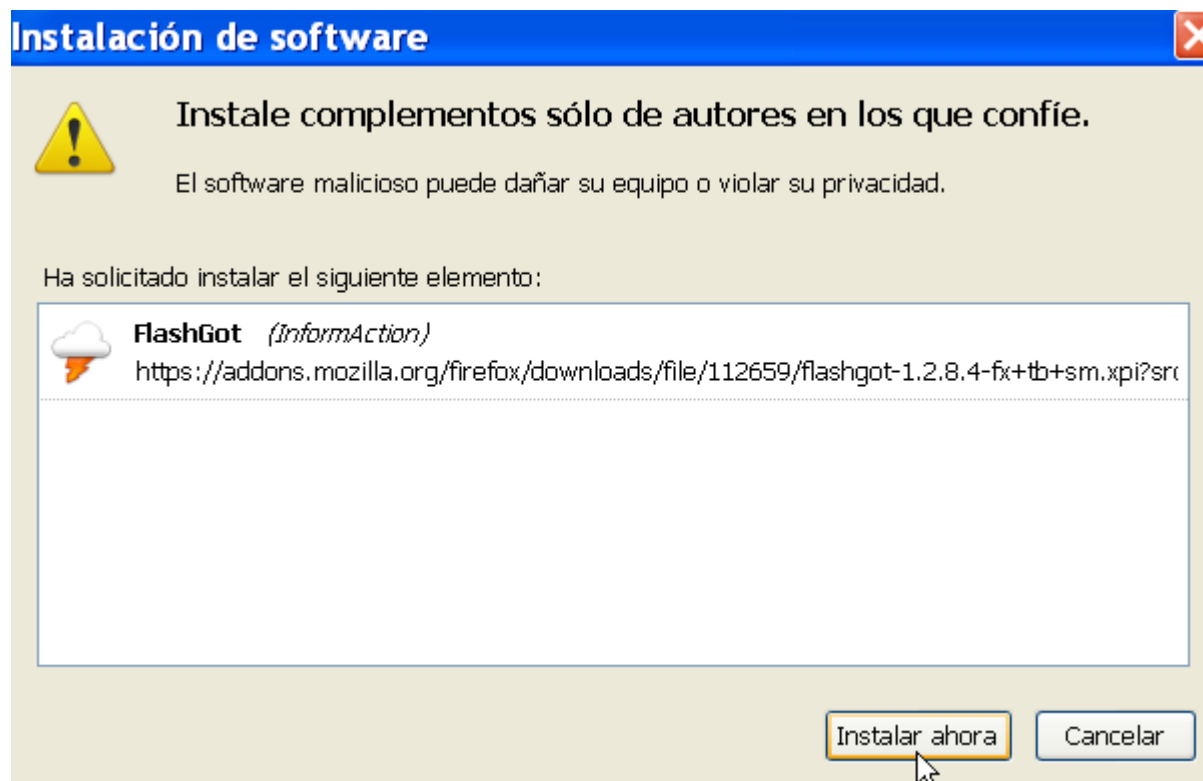 Instalación de software
Instale complementos sólo de autores en los que confíe.
El software malicioso puede dañar su equipo o violar su privacidad.
Ha solicitado instalar el siguiente elemento:
FlashGot (InformAction)
https://addons.mozilla.org/firefox/downloads/file/112659/flashgot-1.2.8.4-fx+tb+sm.xpi?src
Instalar ahora Cancelar